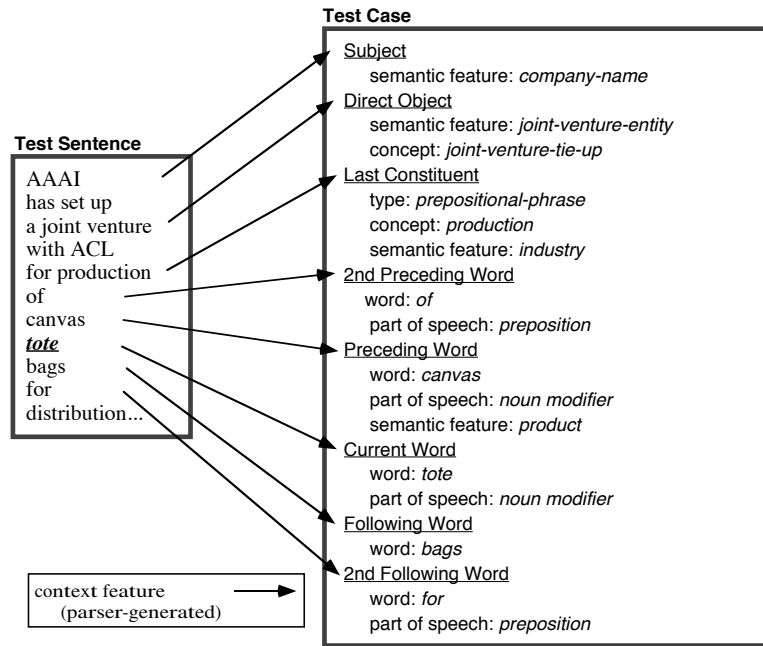 Test Case
Subject
semantic feature: company-name
Direct Object
semantic feature: joint-venture-entity
concept: joint-venture-tie-up
Last Constituent
type: prepositional-phrase
concept: production
semantic feature: industry
2nd Preceding Word
word: of
part of speech: preposition
Preceding Word
word: canvas
part of speech: noun modifier
semantic feature: product
Current Word
word: tote
part of speech: noun modifier
Following Word
word: bags
2nd Following Word
word: for
part of speech: preposition
Test Sentence
AAAI
has set up
a joint venture
with ACL
for production
of
canvas
tote
bags
for
distribution...
context feature
(parser-generated)